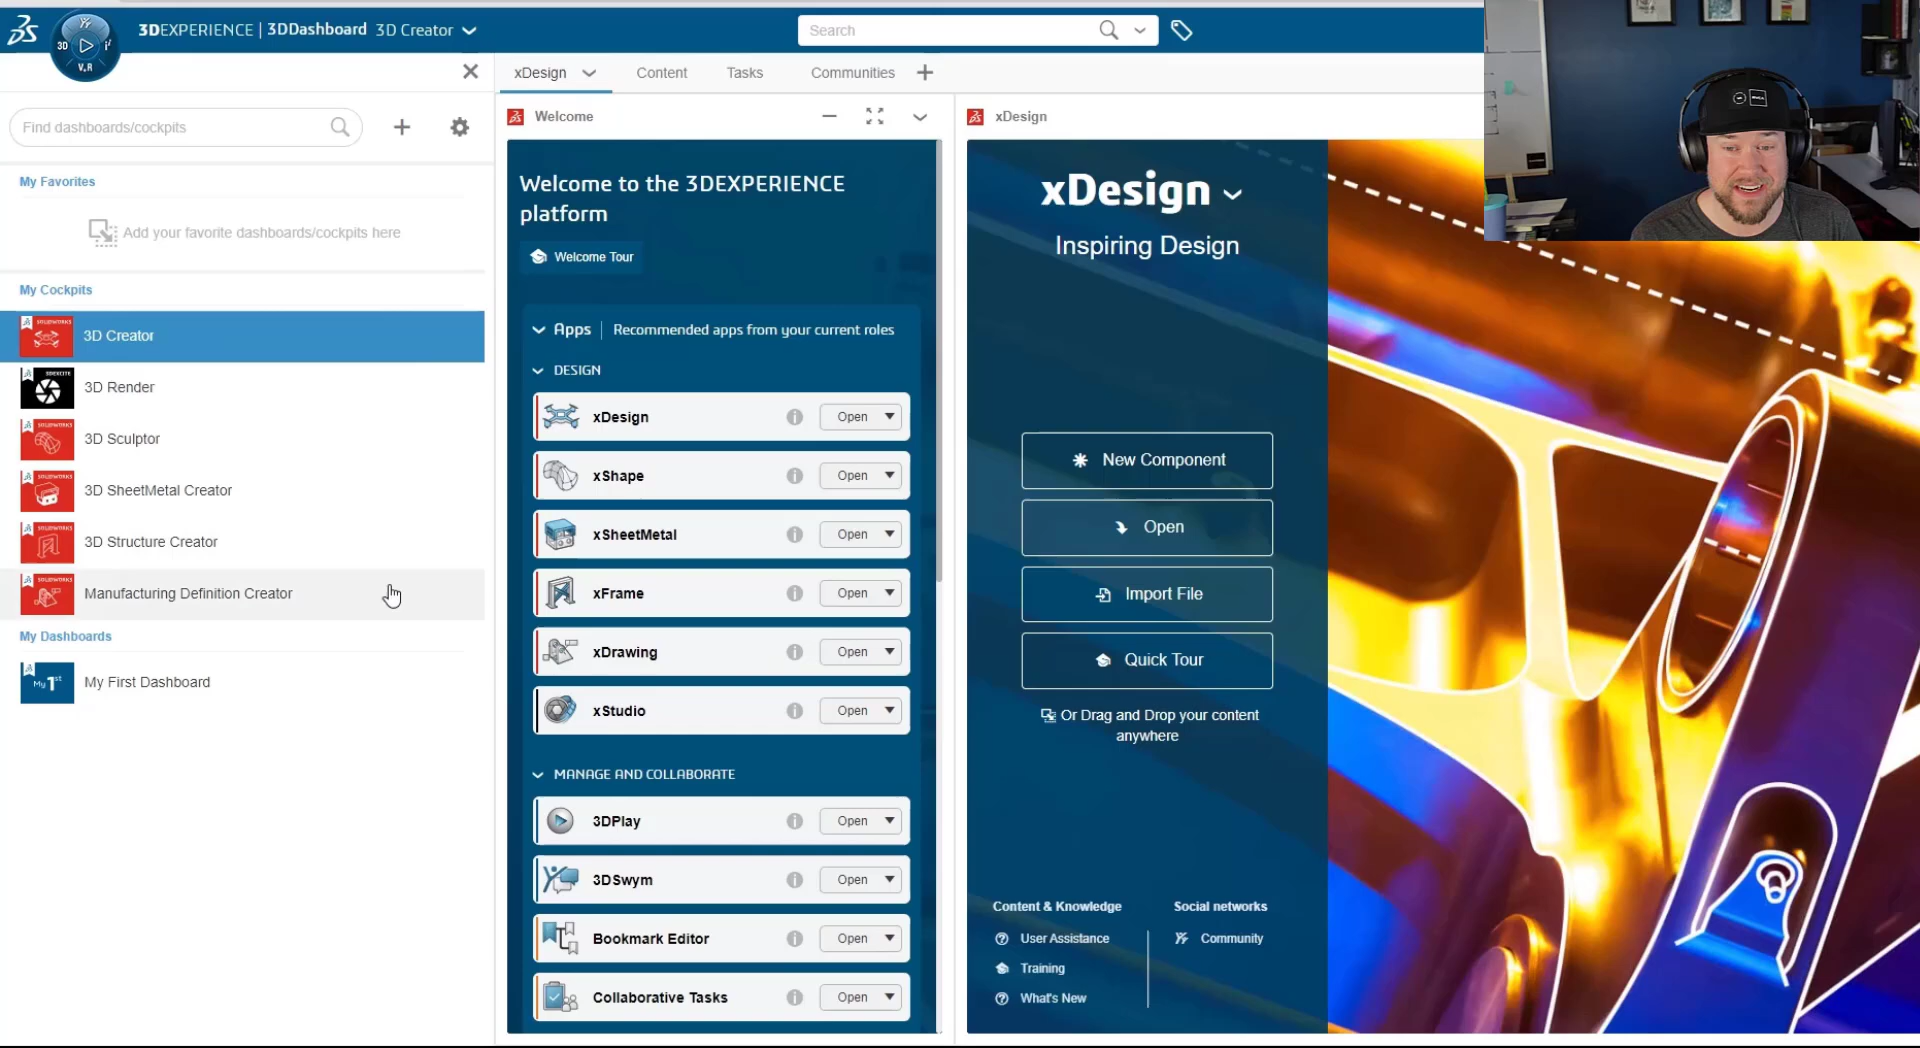 3DEXPERIENCE | 3DDashboard 3D Creator
Search
3D
V.R
Find dashboards/cockpits
My Favorites
Add your favorite dashboards/cockpits here
My Cockpits
3D Creator
3D Render
3D Sculptor
3D SheetMetal Creator
3D Structure Creator
Manufacturing Definition Creator
My Dashboards
My 1st
My First Dashboard
xDesign
Content
Tasks
Communities
Welcome
Welcome to the 3DEXPERIENCE
platform
Welcome Tour
Apps | Recommended apps from your current roles
DESIGN
xDesign Open
xShape Open
xSheetMetal Open
xFrame Open
xDrawing Open
xStudio Open
MANAGE AND COLLABORATE
3DPlay Open
3DSwym Open
Bookmark Editor Open
Collaborative Tasks Open
xDesign
xDesign
Inspiring Design
New Component
Open
Import File
Quick Tour
Or Drag and Drop your content
anywhere
Content & Knowledge
User Assistance
Training
What's New
Social networks
Community